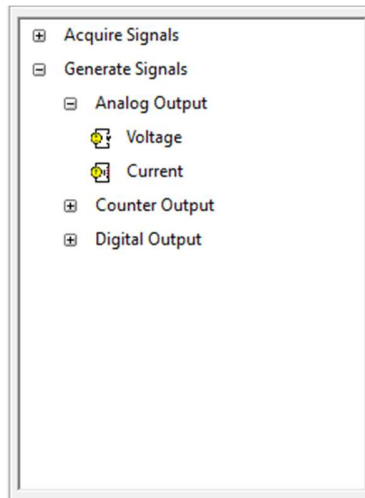 Acquire Signals
Generate Signals
Analog Output
Voltage
Current
Counter Output
Digital Output